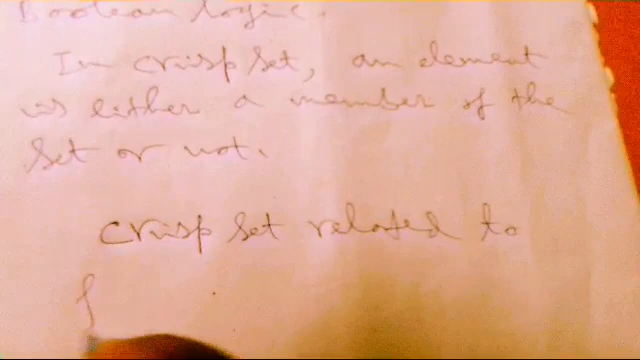 Boolean logic.
In crisp set, an element
is either a member of the
set or not.
crisp set related to